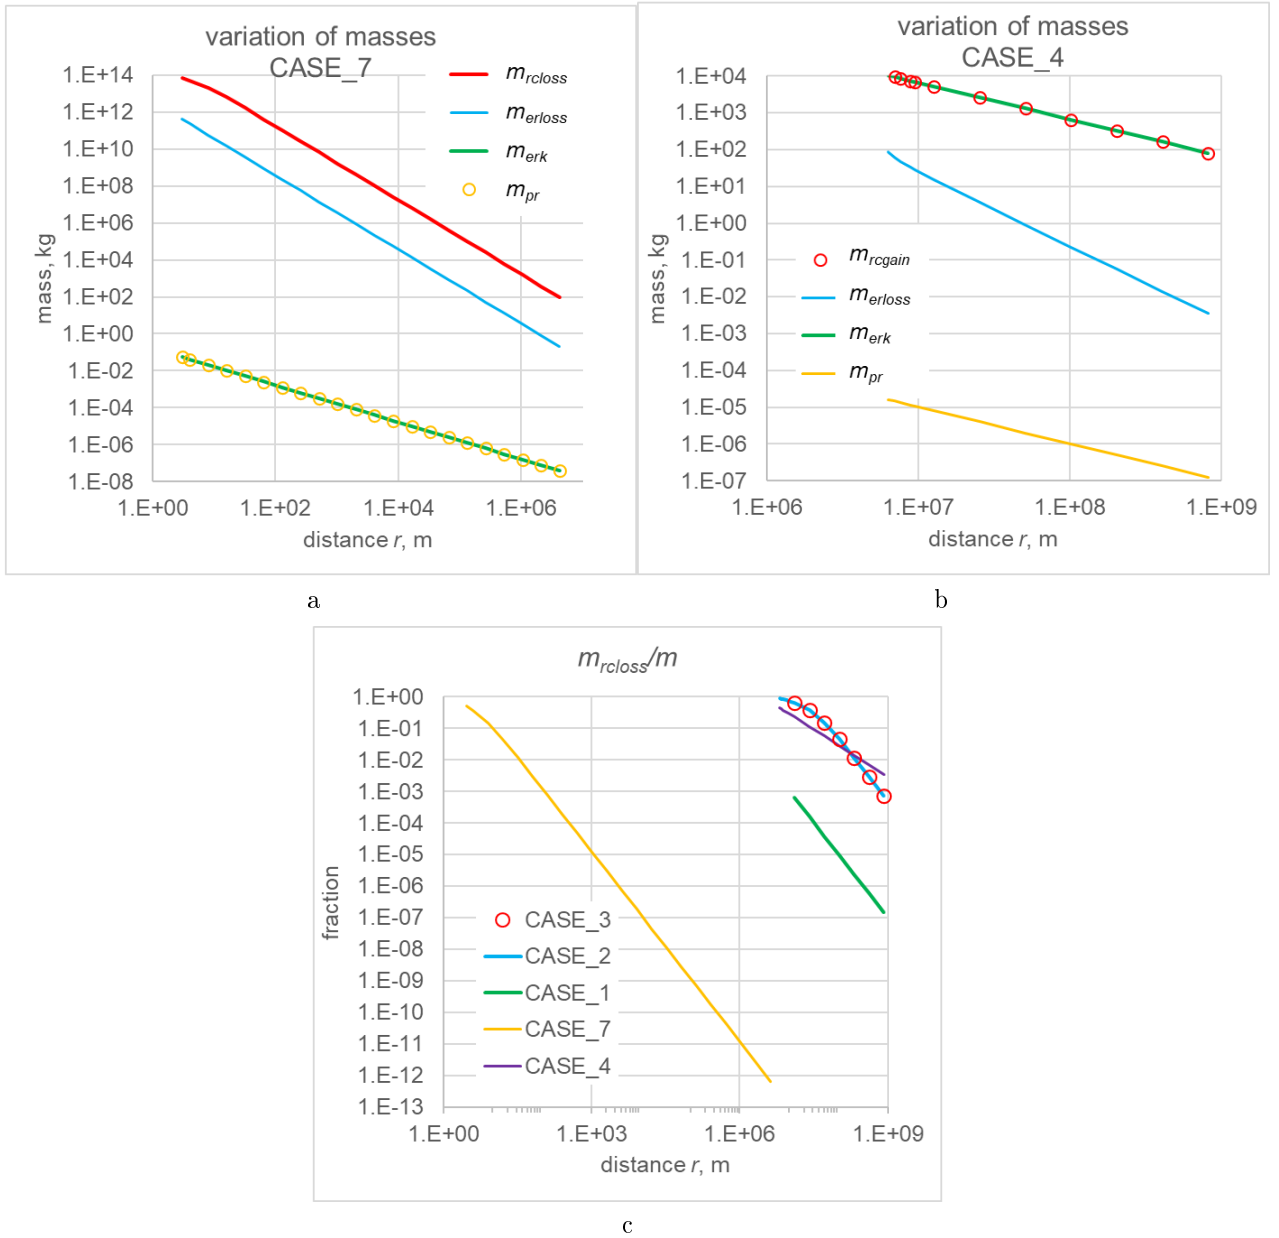 variation of masses
CASE_7
1.E+14
1.E+12
1.E+10
1.E+08
1.E+06
1.E+04
1.E+02
1.E+00
1.E-02
1.E-04
1.E-06
1.E-08
mass, kg
1.E+00 1.E+02 1.E+04 1.E+06
distance r, m
m_rcloss
m_erloss
m_erk
m_pr
a
variation of masses
CASE_4
1.E+04
1.E+03
1.E+02
1.E+01
1.E+00
1.E-01
1.E-02
1.E-03
1.E-04
1.E-05
1.E-06
1.E-07
mass, kg
1.E+06 1.E+07 1.E+08 1.E+09
distance r, m
m_rcgain
m_erloss
m_erk
m_pr
b
m_rcloss/m
1.E+00
1.E-01
1.E-02
1.E-03
1.E-04
1.E-05
1.E-06
1.E-07
1.E-08
1.E-09
1.E-10
1.E-11
1.E-12
1.E-13
fraction
1.E+00 1.E+03 1.E+06 1.E+09
distance r, m
CASE_3
CASE_2
CASE_1
CASE_7
CASE_4
c